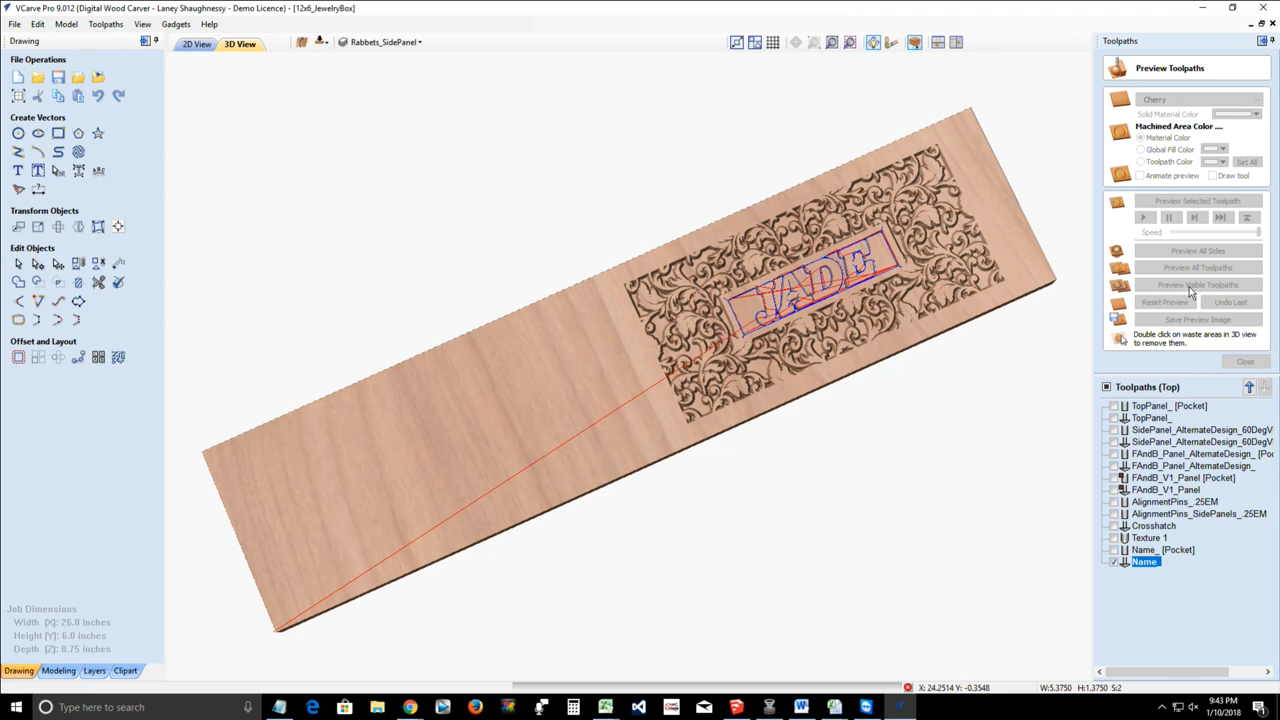 VCarve Pro 9.012 {Digital Wood Carver - Laney Shaughnessy - Demo Licence} - [12x6_JewelryBox]
File Edit Model Toolpaths View Gadgets Help
Drawing
2D View 3D View Rabbets_SidePanel
Toolpaths
File Operations
Create Vectors
Transform Objects
Edit Objects
Offset and Layout
Job Dimensions
Width (X): 26.0 inches
Height (Y): 6.0 inches
Depth (Z): 0.75 inches
Drawing Modeling Layers Clipart
JADE
Preview Toolpaths
Cherry
Solid Material Color
Machined Area Color ....
Material Color
Global Fill Color
Toolpath Color Set All
Animate preview Draw tool
Preview Selected Toolpath
Speed
Preview All Sides
Preview All Toolpaths
Preview Visible Toolpaths
Reset Preview Undo Last
Save Preview Image
Double click on waste areas in 3D view
to remove them.
Close
Toolpaths (Top)
TopPanel_ [Pocket]
TopPanel_
SidePanel_AlternateDesign_60DegV
SidePanel_AlternateDesign_60DegV
FAndB_Panel_AlternateDesign_ [Po
FAndB_Panel_AlternateDesign_
FAndB_V1_Panel [Pocket]
FAndB_V1_Panel
AlignmentPins_.25EM
AlignmentPins_SidePanels_.25EM
Crosshatch
Texture 1
Name_ [Pocket]
Name_
X: 24.2514 Y: -0.3548 W:5.3750 H:1.3750 S:2
Type here to search
9:43 PM
1/10/2018